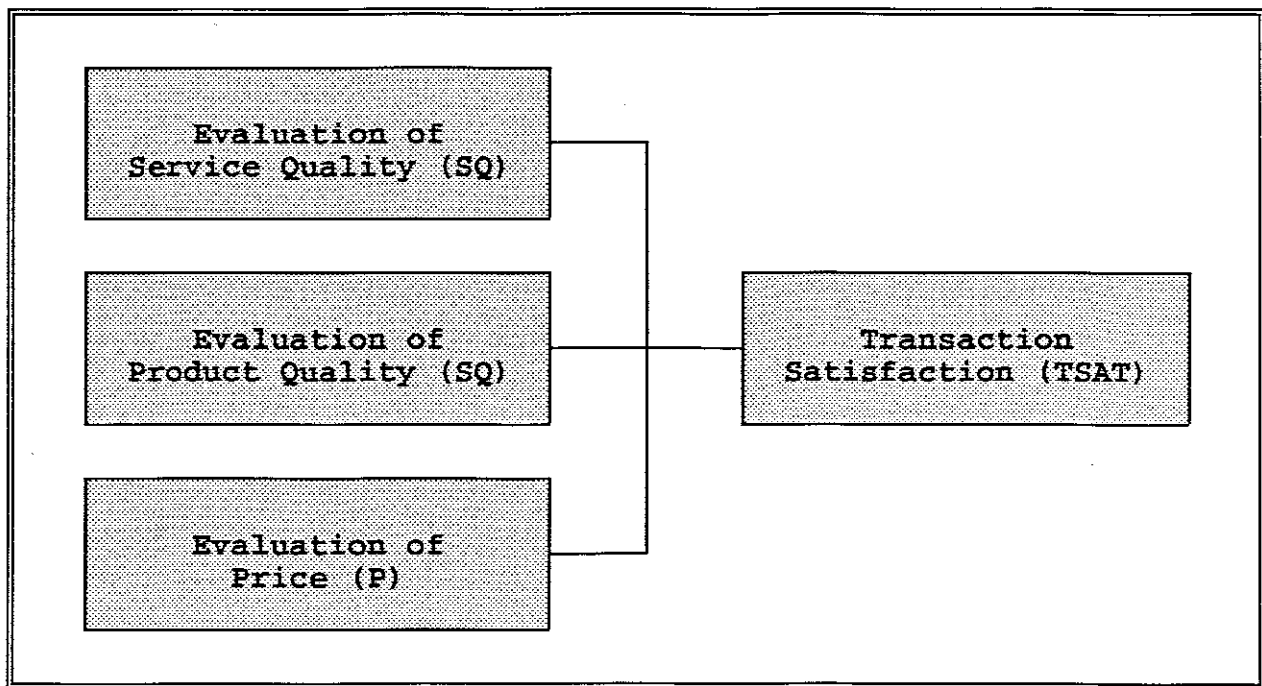 Evaluation of
Service Quality (SQ)
Evaluation of
Product Quality (SQ)
Transaction
Satisfaction (TSAT)
Evaluation of
Price (P)